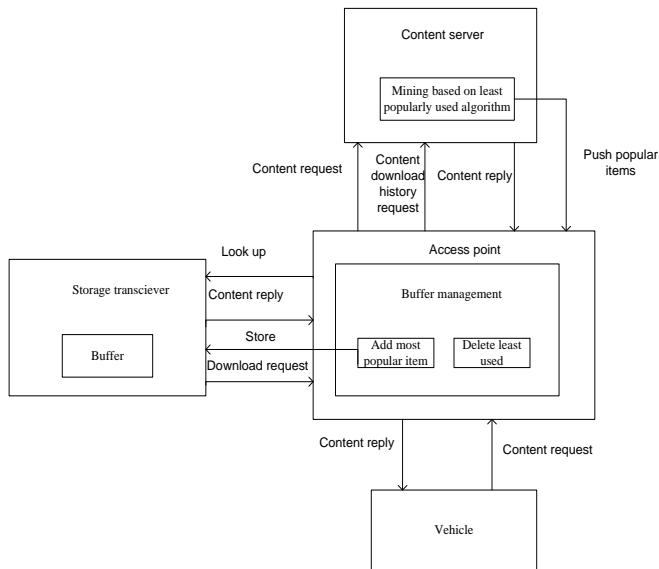 Content server
Mining based on least
popularly used algorithm
Content request
Content
download
history
request
Content reply
Push popular
items
Access point
Look up
Storage transciever
Content reply
Buffer management
Store
Buffer
Add most
popular item
Delete least
used
Download request
Content reply
Content request
Vehicle